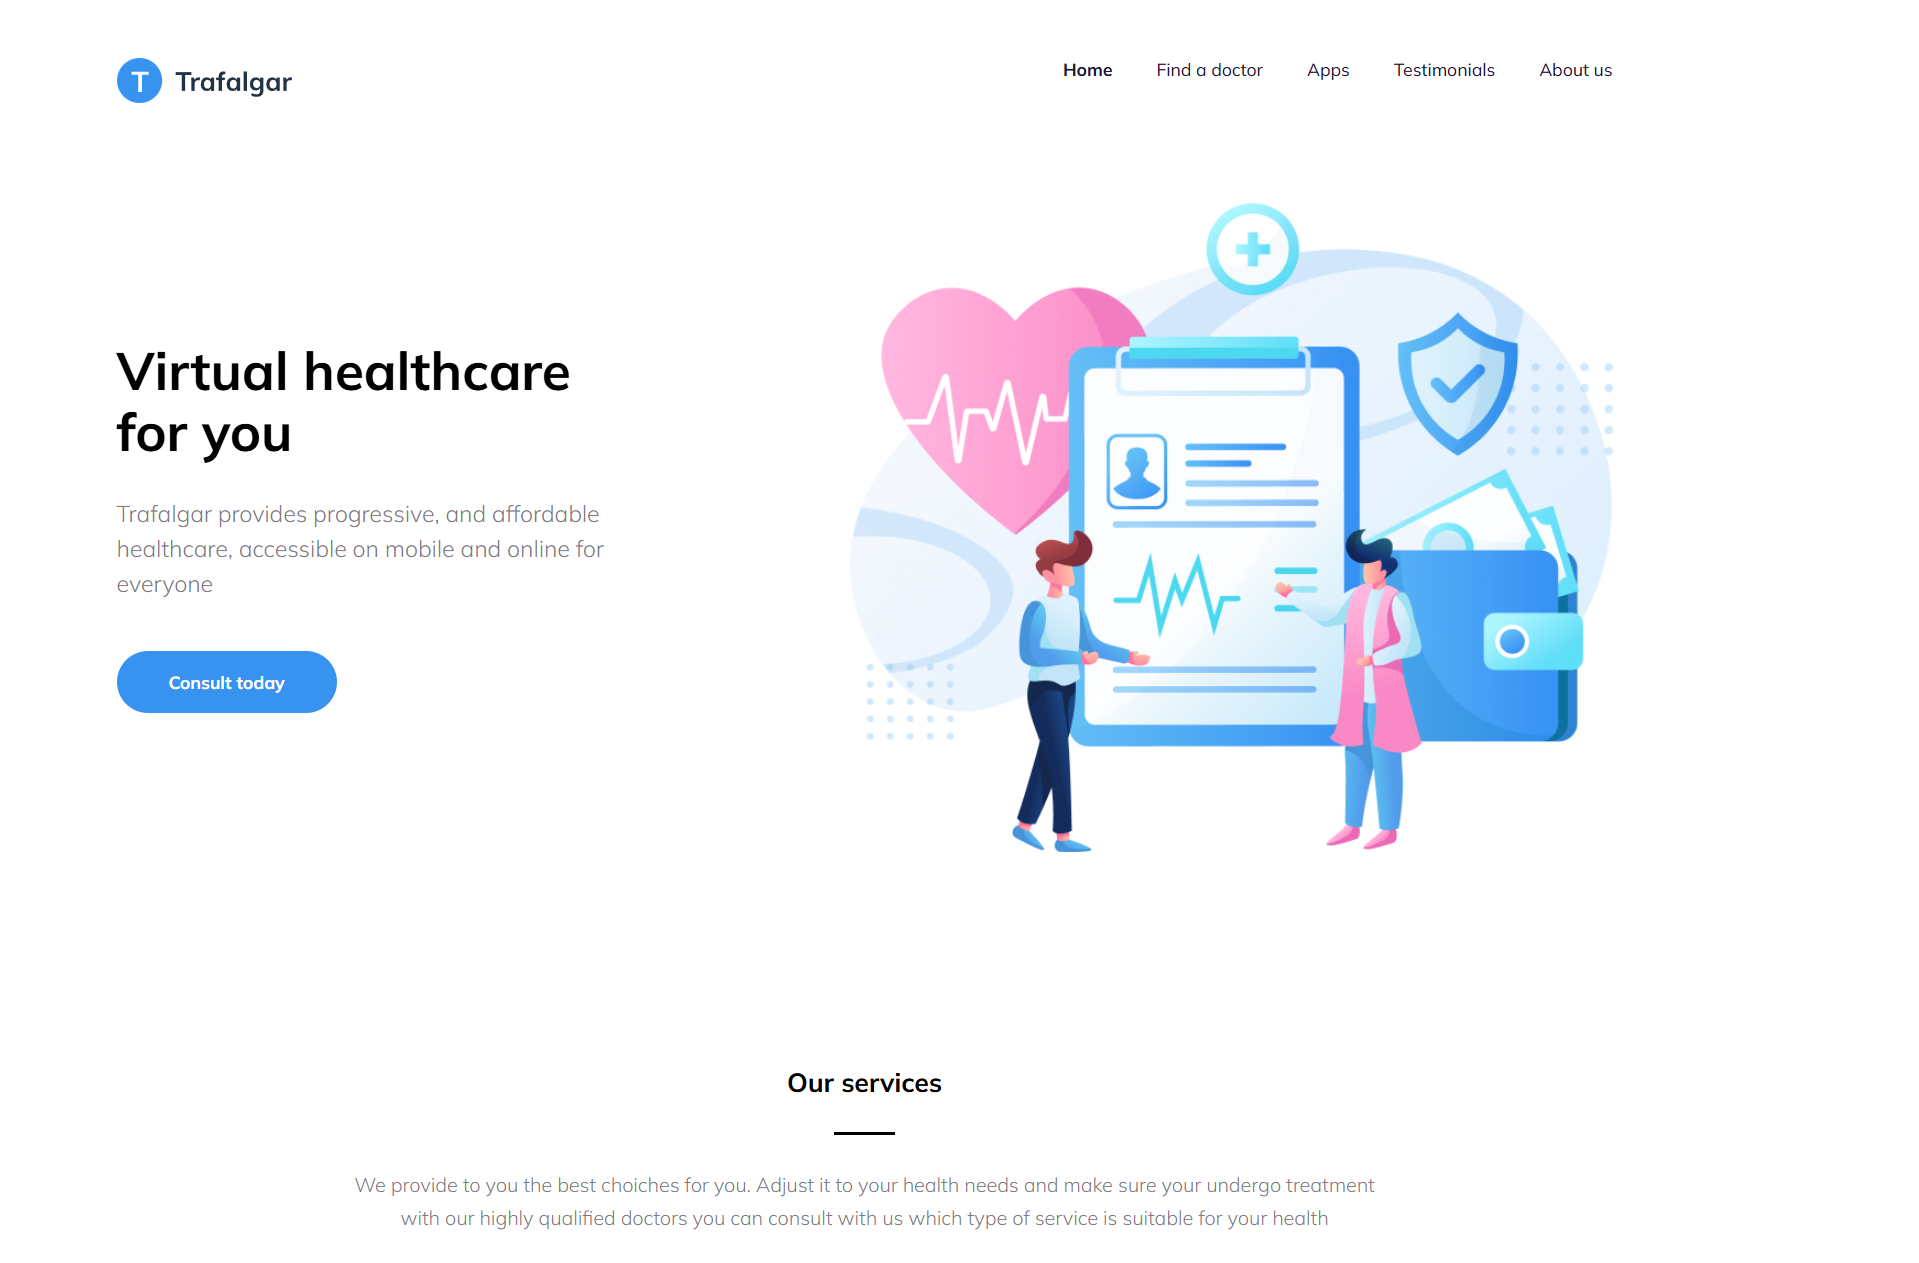 T Trafalgar
Home Find a doctor Apps Testimonials About us
Virtual healthcare
for you
Trafalgar provides progressive, and affordable
healthcare, accessible on mobile and online for
everyone
Consult today
Our services
We provide to you the best choiches for you. Adjust it to your health needs and make sure your undergo treatment
with our highly qualified doctors you can consult with us which type of service is suitable for your health